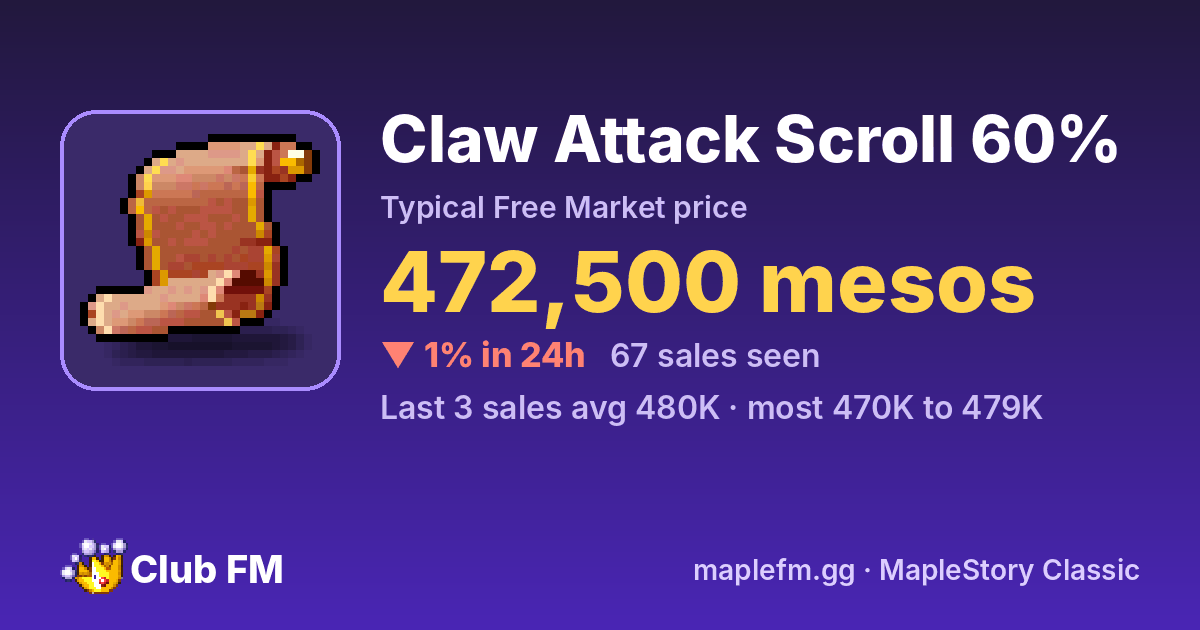 Claw Attack Scroll 60%
Typical Free Market price
472,500 mesos
▼ 1% in 24h 67 sales seen
Last 3 sales avg 480K · most 470K to 479K
Club FM
maplefm.gg · MapleStory Classic